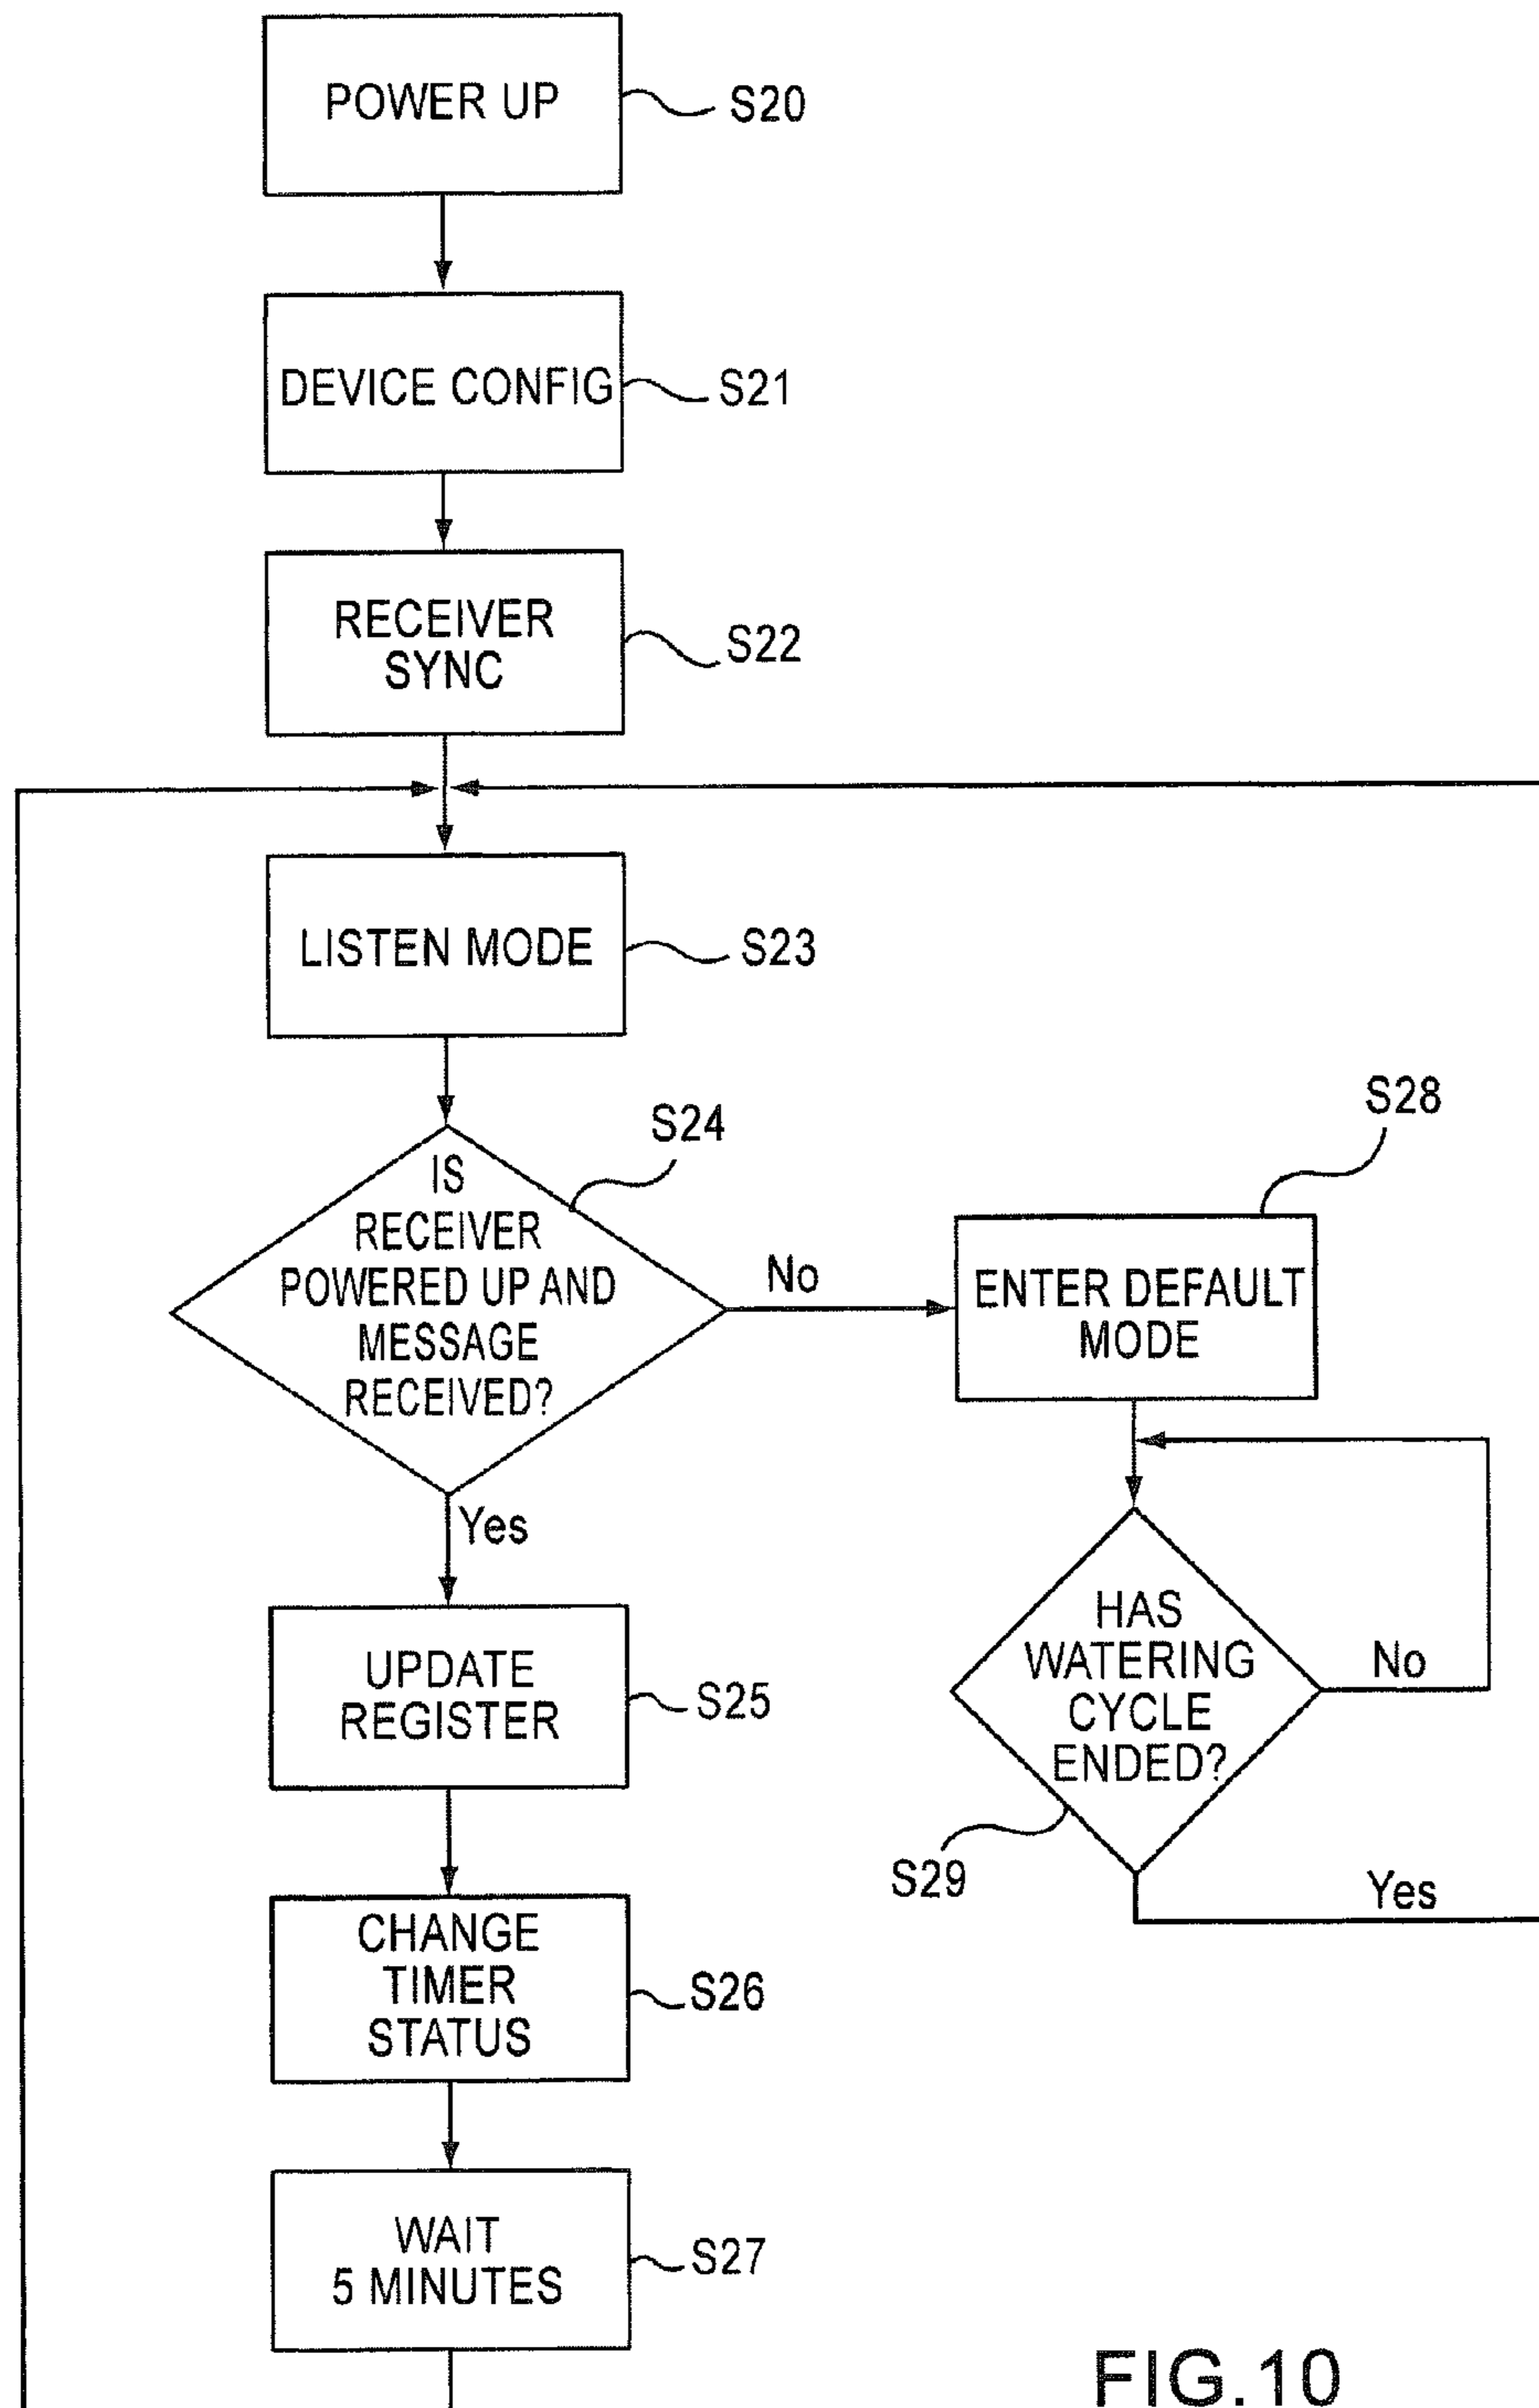 POWER UP
S20
DEVICE CONFIG
S21
RECEIVER
SYNC
S22
LISTEN MODE
S23
S24
IS
RECEIVER
POWERED UP AND
MESSAGE
RECEIVED?
No
S28
ENTER DEFAULT
MODE
Yes
HAS
WATERING
CYCLE
ENDED?
No
S29
Yes
UPDATE
REGISTER
S25
CHANGE
TIMER
STATUS
S26
WAIT
5 MINUTES
S27
FIG.10